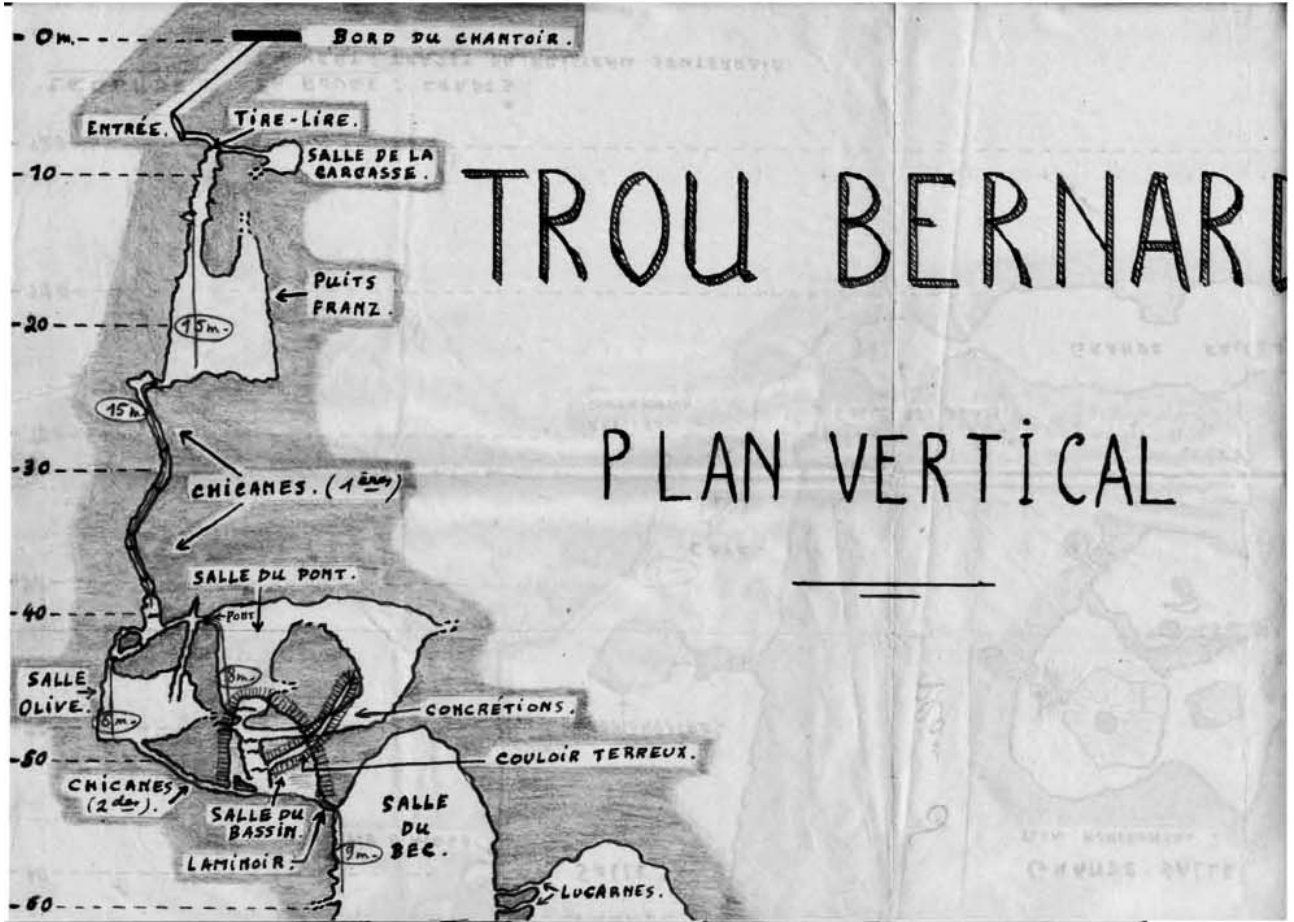 0m.
BORD DU CHANTOIR.
ENTRÉE.
TIRE-LIRE.
SALLE DE LA
CARCASSE.
-10
TROU BERNARD
PUITS
FRANZ.
-20
15m.
15m.
PLAN VERTICAL
-30
CHICANES. (1ères)
SALLE DU PONT.
-40
PONT
SALLE
OLIVE.
8m.
6m.
CONCRÉTIONS.
-50
COULOIR TERREUX.
CHICANES
(2des).
SALLE DU
BASSIN.
SALLE
DU
BEC.
LAMINOIR.
9m.
LUCARNES.
-60
GRANDE SALLE